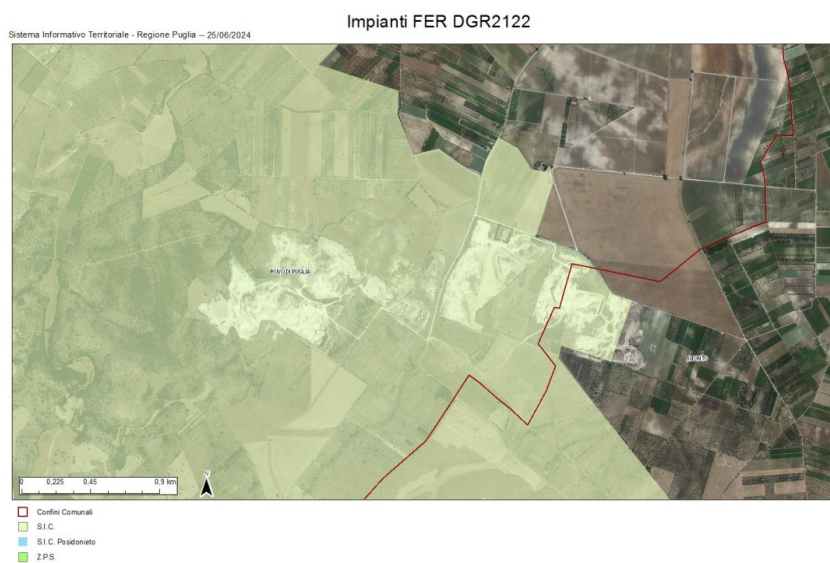 Impianti FER DGR2122
Sistema Informativo Territoriale - Regione Puglia -- 25/06/2024
RUVO DI PUGLIA
N
0 0,225 0,45 0,9 km
Confini Comunali
S.I.C.
S.I.C. Posidonieto
Z.P.S.